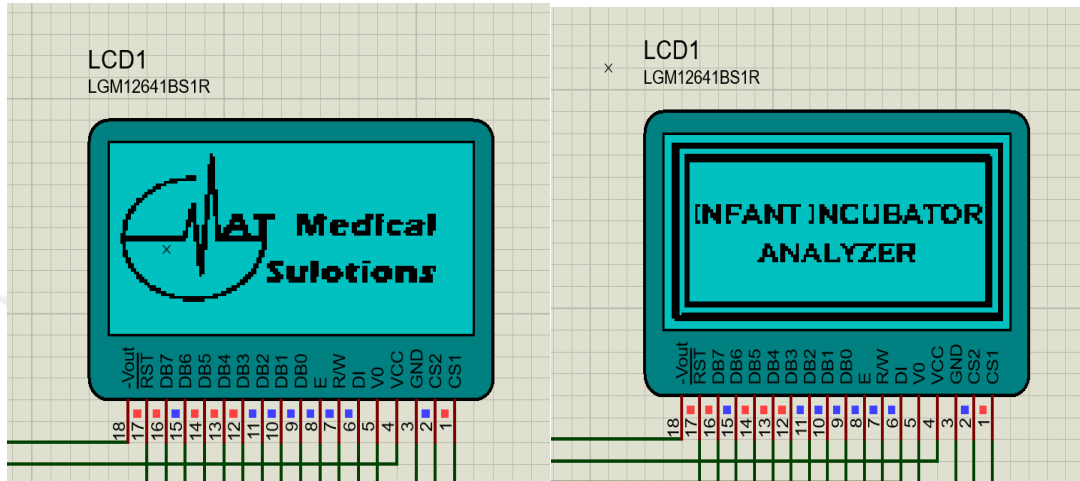 LCD1
LGM12641BS1R
AT Medical
Sulotions
-Vout
RST
DB7
DB6
DB5
DB4
DB3
DB2
DB1
DB0
E
R/W
DI
V0
VCC
GND
CS2
CS1
18
17
16
15
14
13
12
11
10
9
8
7
6
5
4
3
2
1
LCD1
LGM12641BS1R
INFANT INCUBATOR
ANALYZER
-Vout
RST
DB7
DB6
DB5
DB4
DB3
DB2
DB1
DB0
E
R/W
DI
V0
VCC
GND
CS2
CS1
18
17
16
15
14
13
12
11
10
9
8
7
6
5
4
3
2
1